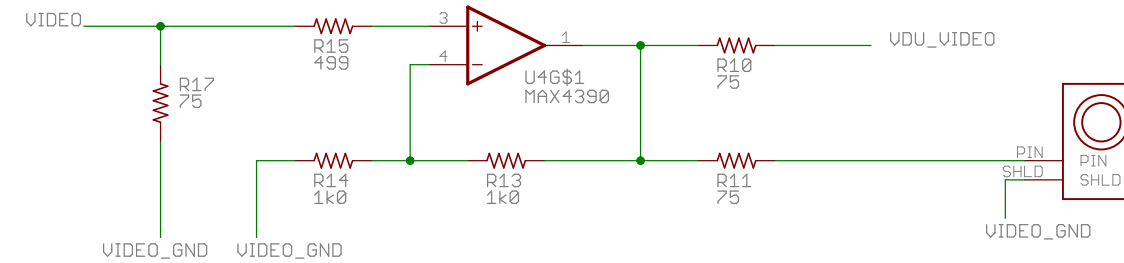 VIDEO
3
+
1
VDU_VIDEO
R15
499
4
−
R10
75
U4G$1
MAX4390
R17
75
PIN
PIN
SHLD
SHLD
R14
1k0
R13
1k0
R11
75
VIDEO_GND
VIDEO_GND
VIDEO_GND